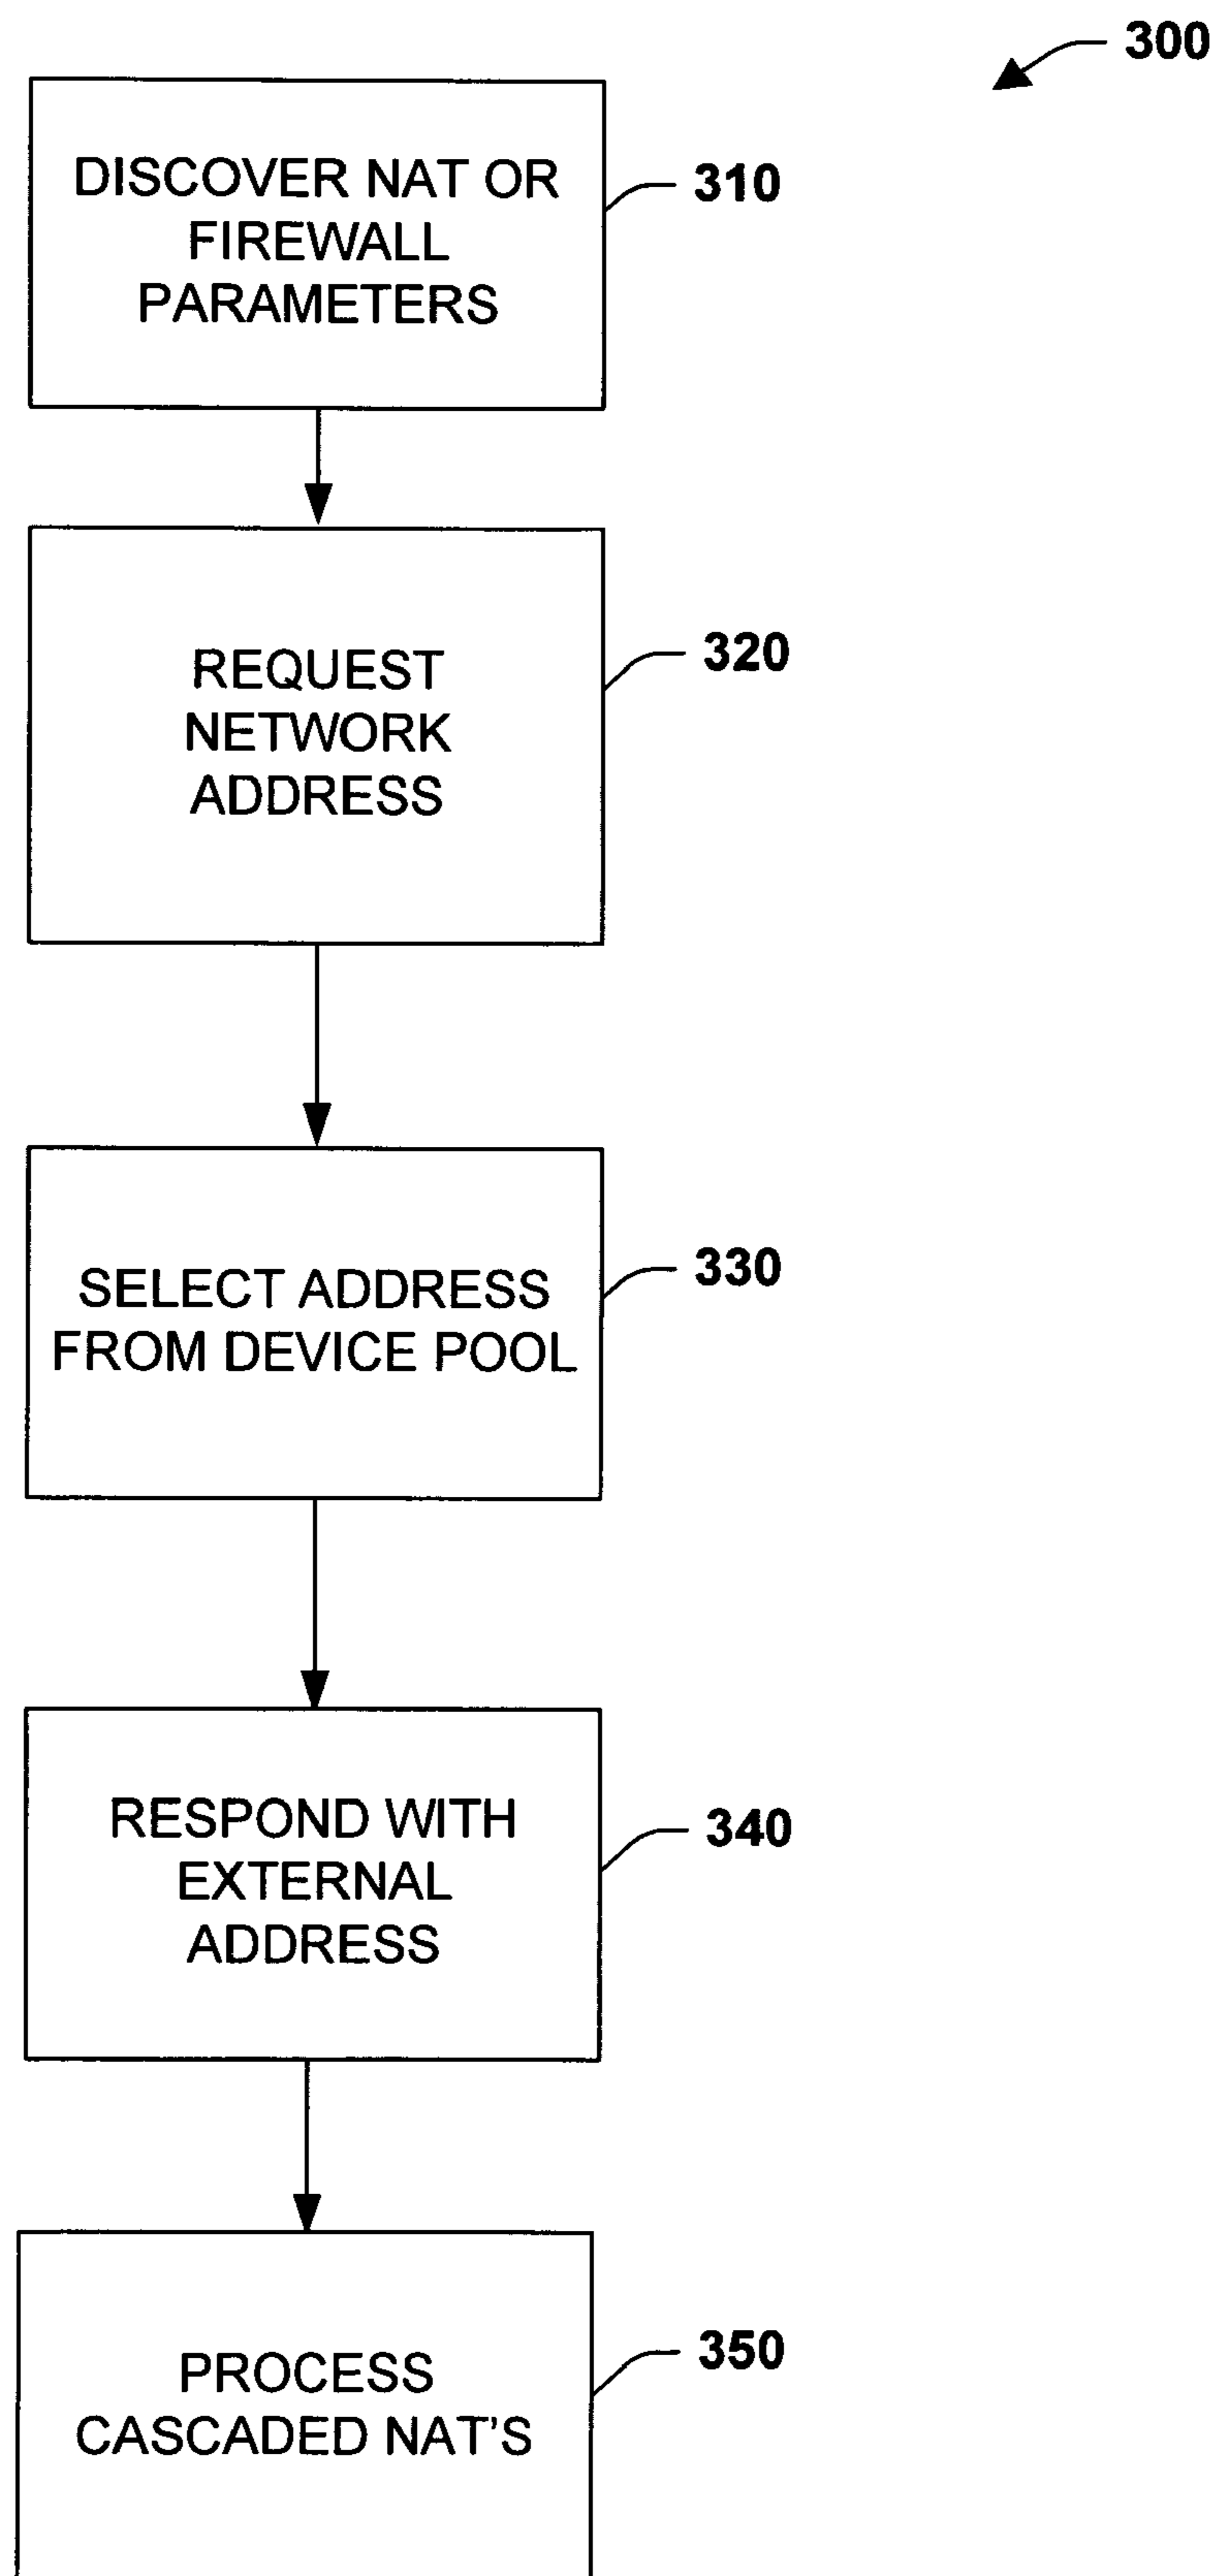 300
DISCOVER NAT OR
FIREWALL
PARAMETERS
310
REQUEST
NETWORK
ADDRESS
320
SELECT ADDRESS
FROM DEVICE POOL
330
RESPOND WITH
EXTERNAL
ADDRESS
340
PROCESS
CASCADED NAT'S
350